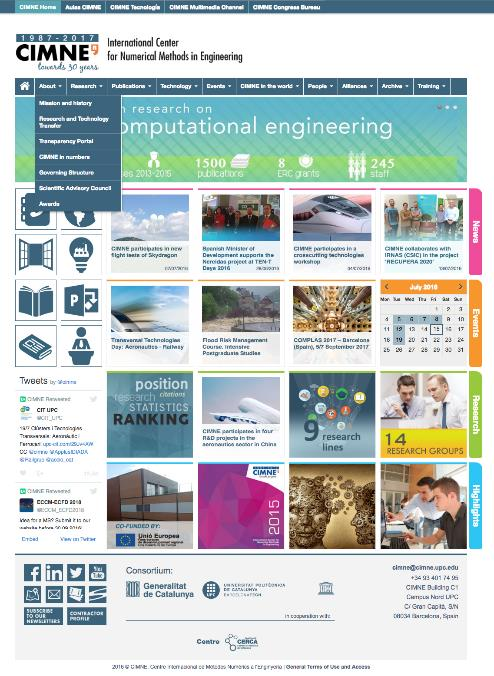 CIMNE Home Aulas CIMNE CIMNE Tecnología CIMNE Multimedia Channel CIMNE Congress Bureau
1987 - 2017
CIMNE
towards 30 years
International Center
for Numerical Methods in Engineering
About Research Publications Technology Events CIMNE in the world People Alliances Archive Training
Mission and history
Research and Technology
Transfer
Transparency Portal
CIMNE in numbers
Governing Structure
Scientific Advisory Council
Awards
research on
computational engineering
2013-2015
1500
publications
8
ERC grants
245
staff
CIMNE participates in new
flight tests of Skydragon
Spanish Minister of
Development supports the
Nereidas project at TEN-T
Days 2016
CIMNE participates in a
crosscutting technologies
workshop
CIMNE collaborates with
IRNAS (CSIC) in the project
"RECUPERA 2020"
News
Transversal Technologies
Day: Aeronautics - Railway
Flood Risk Management
Course. Intensive
Postgraduate Studies
COMPLAS 2017 – Barcelona
(Spain), 5/7 September 2017
July 2016
Mon Tue Wed Thu Fri Sat Sun
1 2 3
4 5 6 7 8 9 10
11 12 13 14 15 16 17
18 19 20 21 22 23 24
25 26 27 28 29 30 31
Events
Tweets by @cimne
CIMNE Retweeted
CIT UPC
@CIT_UPC
CIMNE Retweeted
ECCM-ECFD 2018
@ECCM_ECFD2018
Idea for a MS? Submit it to our
Embed View on Twitter
position
citations
research
STATISTICS
RANKING
CIMNE participates in four
R&D projects in the
aeronautics sector in China
9 research
lines
14
RESEARCH GROUPS
Research
CO-FUNDED BY:
Unió Europea
CIMNE
2015
Highlights
You
Tube
SUBSCRIBE
TO OUR
NEWSLETTERS
CONTRACTOR
PROFILE
Consortium:
Generalitat
de Catalunya
UNIVERSITAT POLITÈCNICA
DE CATALUNYA
BARCELONATECH
in cooperation with:
Centre
CERCA
cimne@cimne.upc.edu
+34 93 401 74 95
CIMNE Building C1
Campus Nord UPC
C/ Gran Capità, S/N
08034 Barcelona, Spain
2016 © CIMNE. Centre Internacional de Mètodes Numèrics a l'Enginyeria | General Terms of Use and Access